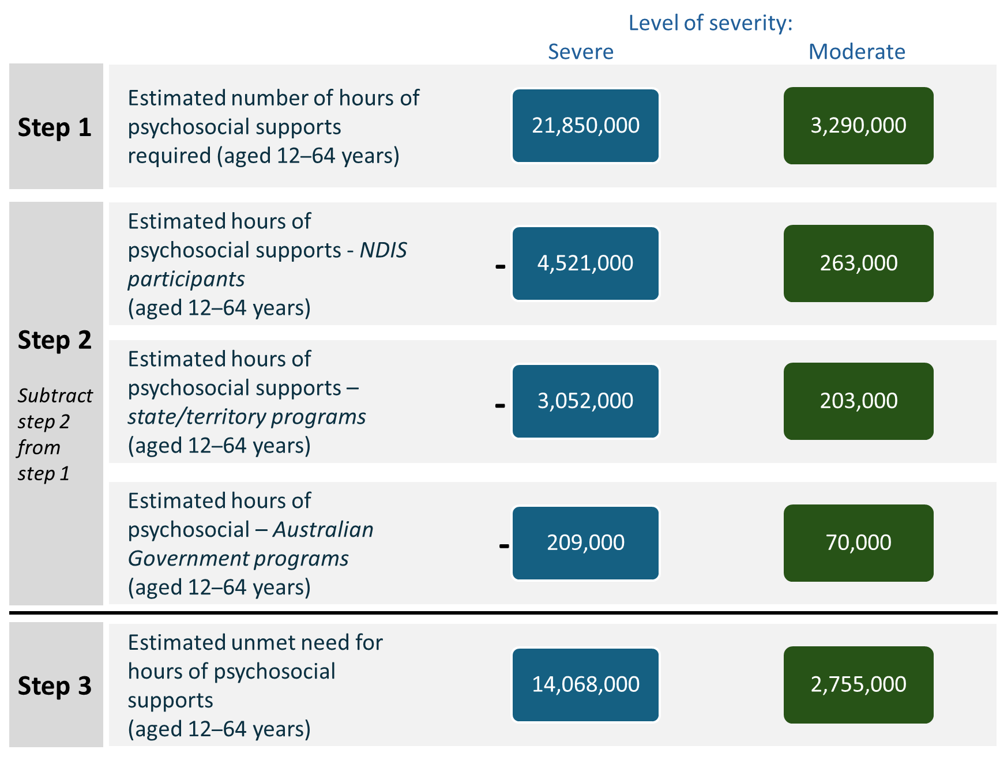 Level of severity:
Severe
Moderate
Step 1
Estimated number of hours of
psychosocial supports
required (aged 12–64 years)
21,850,000
3,290,000
Step 2
Subtract
step 2
from
step 1
Estimated hours of
psychosocial supports - NDIS
participants
(aged 12–64 years)
-
4,521,000
263,000
Estimated hours of
psychosocial supports –
state/territory programs
(aged 12–64 years)
-
3,052,000
203,000
Estimated hours of
psychosocial – Australian
Government programs
(aged 12–64 years)
-
209,000
70,000
Step 3
Estimated unmet need for
hours of psychosocial
supports
(aged 12–64 years)
14,068,000
2,755,000